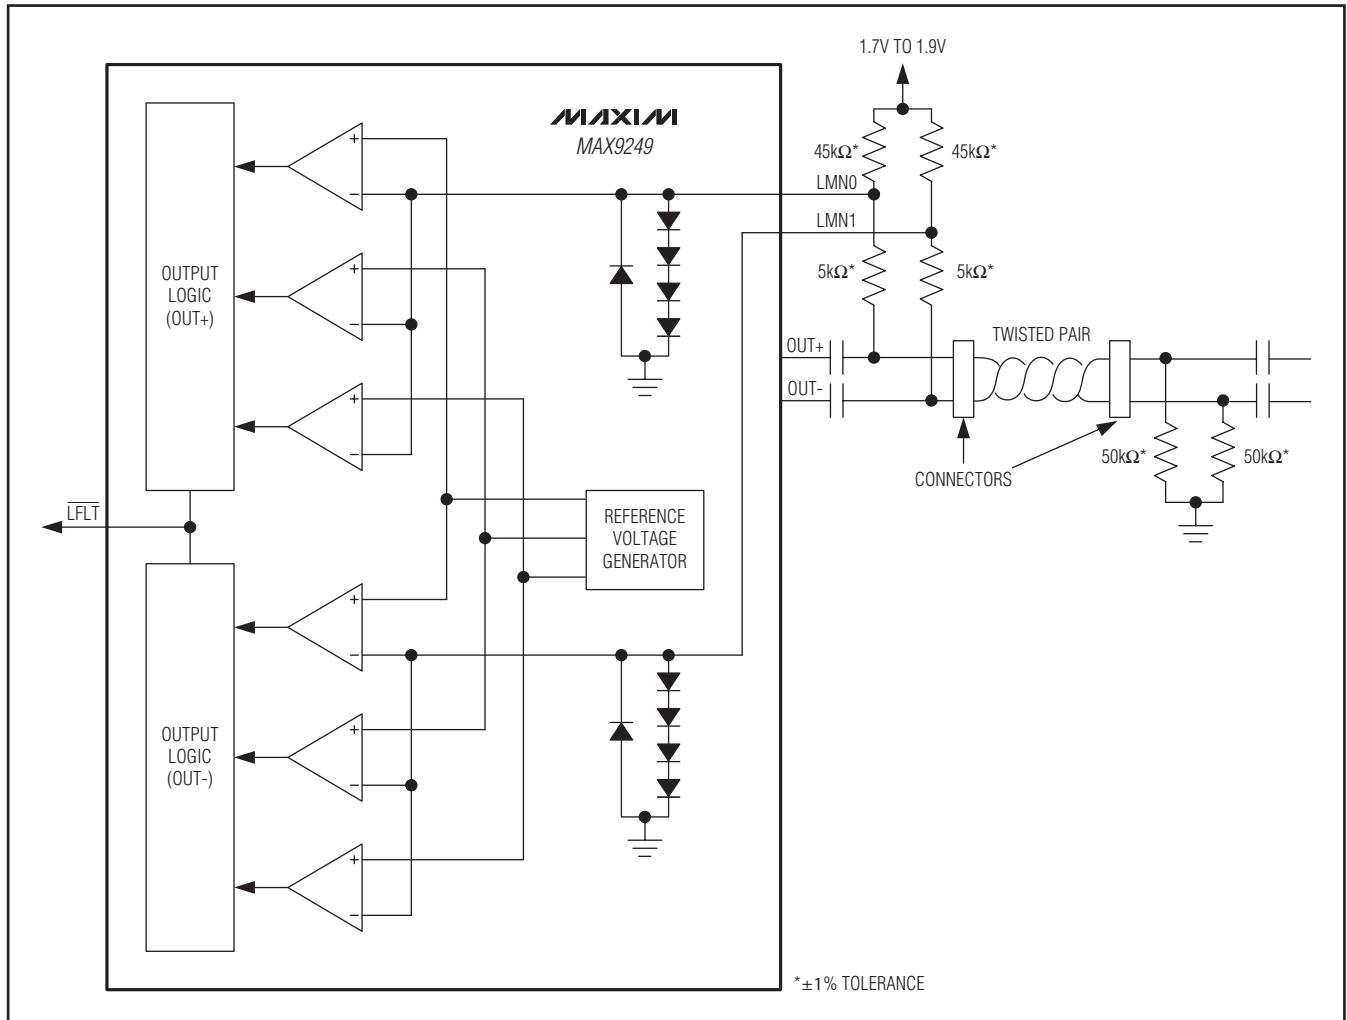 1.7V TO 1.9V
MAXIM
MAX9249
45kΩ*
45kΩ*
LMN0
LMN1
5kΩ*
5kΩ*
OUTPUT
LOGIC
(OUT+)
+
−
+
−
+
−
OUT+
OUT-
TWISTED PAIR
CONNECTORS
50kΩ*
50kΩ*
LFLT
REFERENCE
VOLTAGE
GENERATOR
OUTPUT
LOGIC
(OUT-)
+
−
+
−
+
−
*±1% TOLERANCE